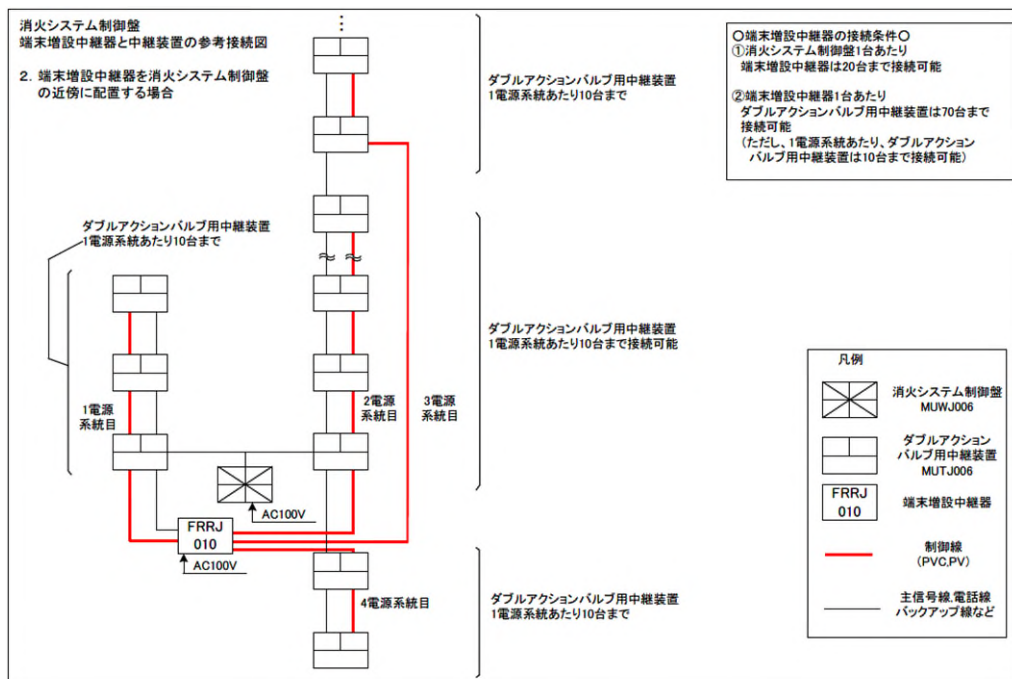 消火システム制御盤
端末増設中継器と中継装置の参考接続図
2．端末増設中継器を消火システム制御盤
の近傍に配置する場合
ダブルアクションバルブ用中継装置
1電源系統あたり10台まで
〇端末増設中継器の接続条件〇
①消火システム制御盤1台あたり
端末増設中継器は20台まで接続可能
②端末増設中継器1台あたり
ダブルアクションバルブ用中継装置は70台まで
接続可能
(ただし、1電源系統あたり、ダブルアクション
バルブ用中継装置は10台まで接続可能)
ダブルアクションバルブ用中継装置
1電源系統あたり10台まで
ダブルアクションバルブ用中継装置
1電源系統あたり10台まで接続可能
1電源
系統目
2電源
系統目
3電源
系統目
AC100V
FRRJ
010
AC100V
4電源系統目
ダブルアクションバルブ用中継装置
1電源系統あたり10台まで
凡例
消火システム制御盤
MUWJ006
ダブルアクション
バルブ用中継装置
MUTJ006
FRRJ
010
端末増設中継器
制御線
(PVC,PV)
主信号線,電話線
バックアップ線など